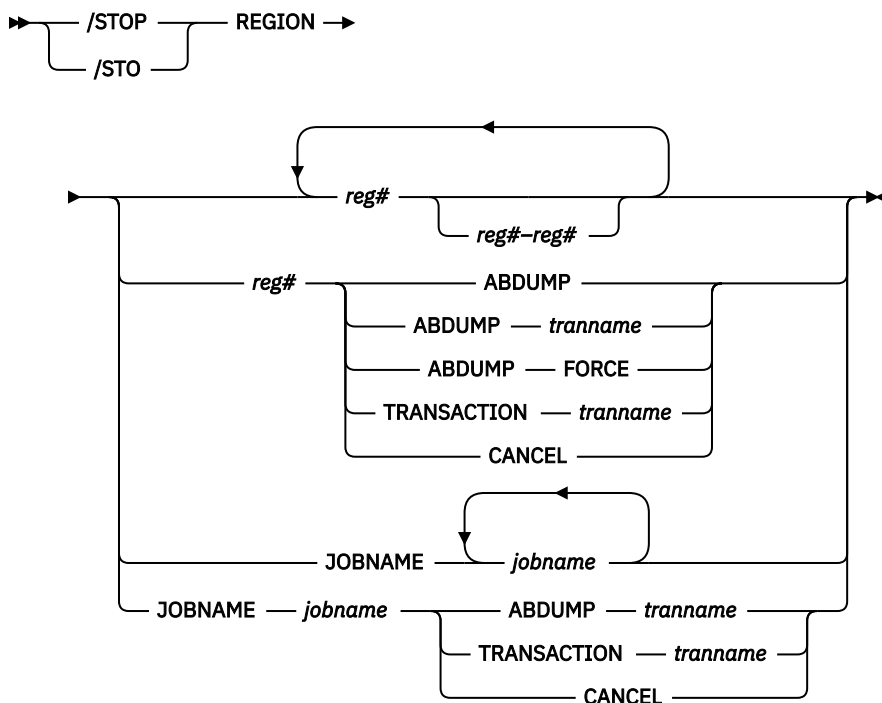 /STOP REGION
/STO
reg#
reg#–reg#
reg# ABDUMP
ABDUMP tranname
ABDUMP FORCE
TRANSACTION tranname
CANCEL
JOBNAME jobname
JOBNAME jobname ABDUMP tranname
TRANSACTION tranname
CANCEL